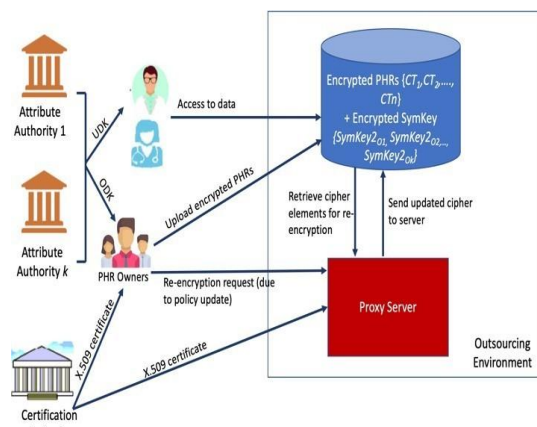 Attribute
Authority 1
UDK
Access to data
Encrypted PHRs {CT1,CT2,....,
CTn}
+ Encrypted SymKey
{SymKey2O1, SymKey2O2,..,
SymKey2Ok}
Attribute
Authority k
ODK
PHR Owners
Upload encrypted PHRs
Retrieve cipher
elements for re-
encryption
Send updated cipher
to server
Re-encryption request (due
to policy update)
Proxy Server
X.509 certificate
X.509 certificate
Outsourcing
Environment
Certification